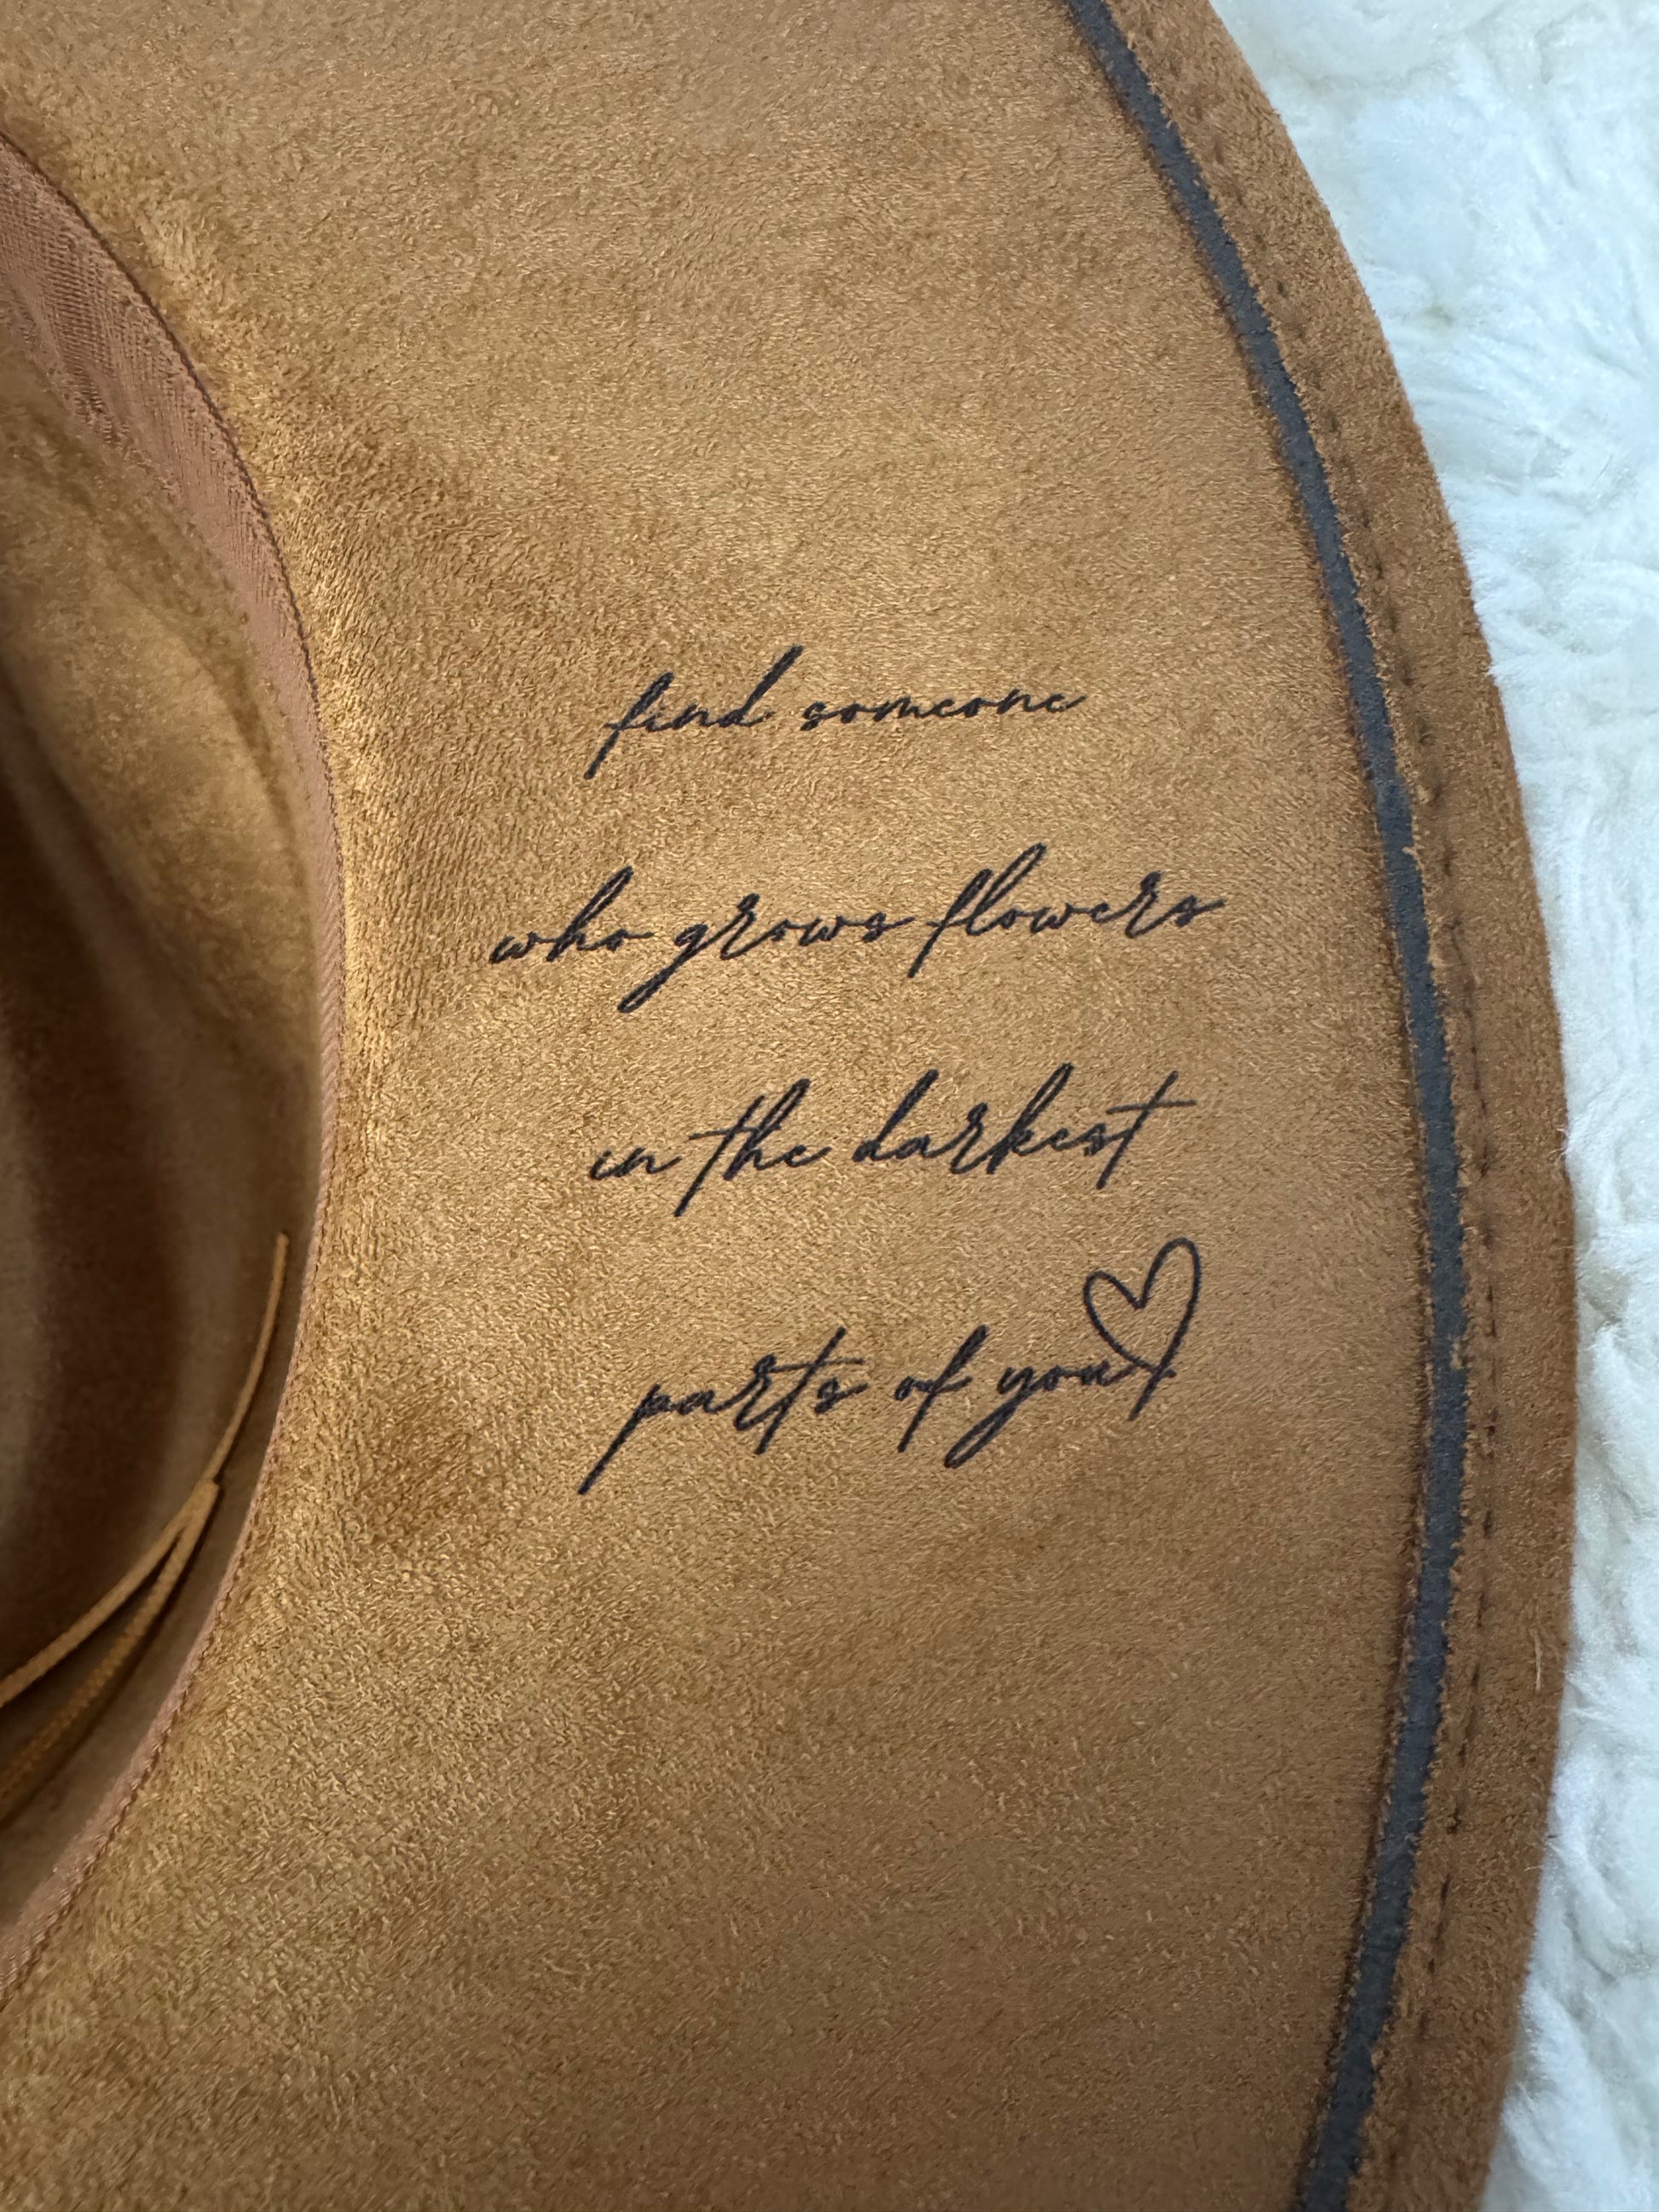 find someone
who grows flowers
in the darkest
parts of you